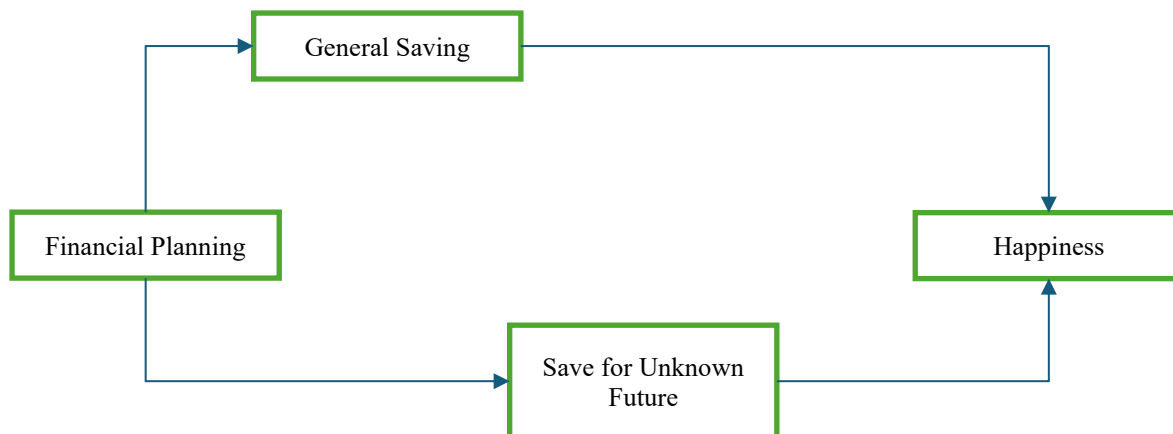 General Saving
Financial Planning
Happiness
Save for Unknown
Future